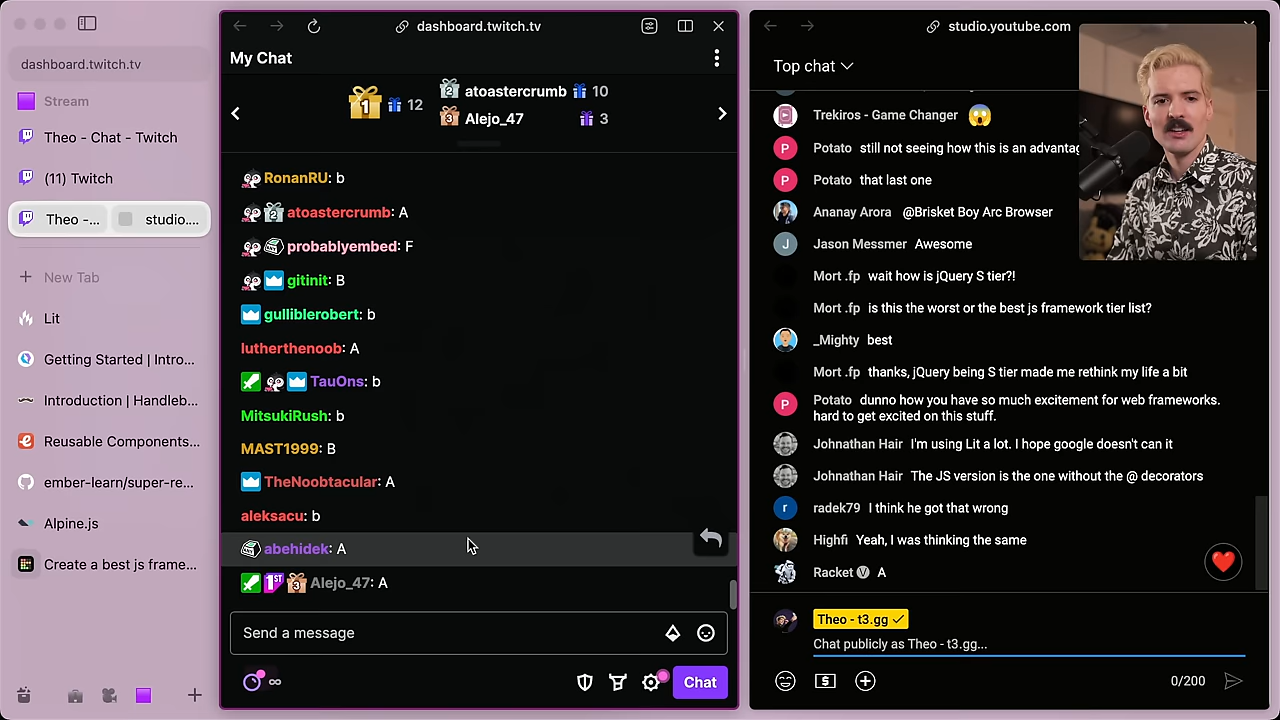 dashboard.twitch.tv
Stream
Theo - Chat - Twitch
(11) Twitch
Theo -...
studio....
New Tab
Lit
Getting Started | Intro...
Introduction | Handleb...
Reusable Components...
ember-learn/super-re...
Alpine.js
Create a best js frame...
dashboard.twitch.tv
My Chat
1
12
2
atoastercrumb
10
3
Alejo_47
3
RonanRU: b
2 atoastercrumb: A
probablyembed: F
gitinit: B
gulliblerobert: b
lutherthenoob: A
TauOns: b
MitsukiRush: b
MAST1999: B
TheNoobtacular: A
aleksacu: b
abehidek: A
1ST 3 Alejo_47: A
Send a message
∞
Chat
studio.youtube.com
Top chat
Trekiros - Game Changer
P Potato still not seeing how this is an advantag
P Potato that last one
Ananay Arora @Brisket Boy Arc Browser
J Jason Messmer Awesome
Mort .fp wait how is jQuery S tier?!
Mort .fp is this the worst or the best js framework tier list?
_Mighty best
Mort .fp thanks, jQuery being S tier made me rethink my life a bit
P Potato dunno how you have so much excitement for web frameworks.
hard to get excited on this stuff.
Johnathan Hair I'm using Lit a lot. I hope google doesn't can it
Johnathan Hair The JS version is the one without the @ decorators
r radek79 I think he got that wrong
Highfi Yeah, I was thinking the same
Racket V A
Theo - t3.gg
Chat publicly as Theo - t3.gg...
0/200